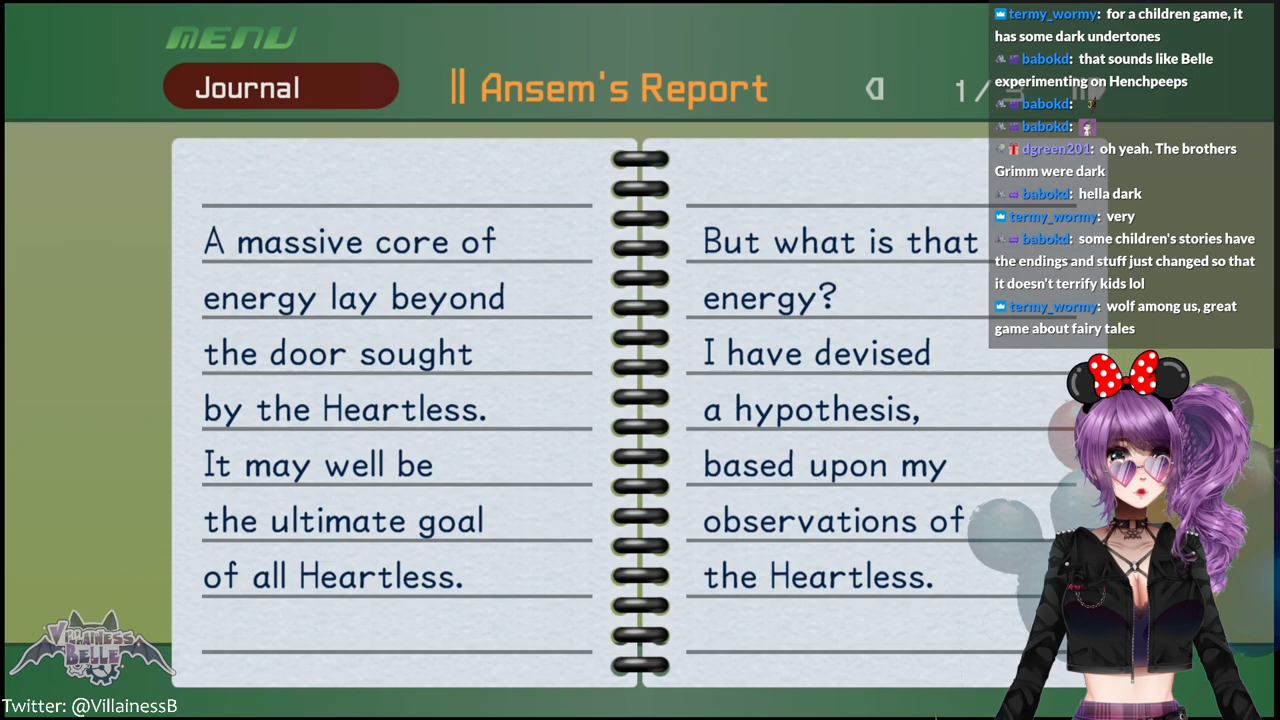 MENU
Journal
Ansem's Report
1/
A massive core of
energy lay beyond
the door sought
by the Heartless.
It may well be
the ultimate goal
of all Heartless.
But what is that
energy?
I have devised
a hypothesis,
based upon my
observations of
the Heartless.
termy_wormy: for a children game, it
has some dark undertones
babokd: that sounds like Belle
experimenting on Henchpeeps
babokd:
babokd:
dgreen201: oh yeah. The brothers
Grimm were dark
babokd: hella dark
termy_wormy: very
babokd: some children's stories have
the endings and stuff just changed so that
it doesn't terrify kids lol
termy_wormy: wolf among us, great
game about fairy tales
VILLAINESS
BELLE
Twitter: @VillainessB